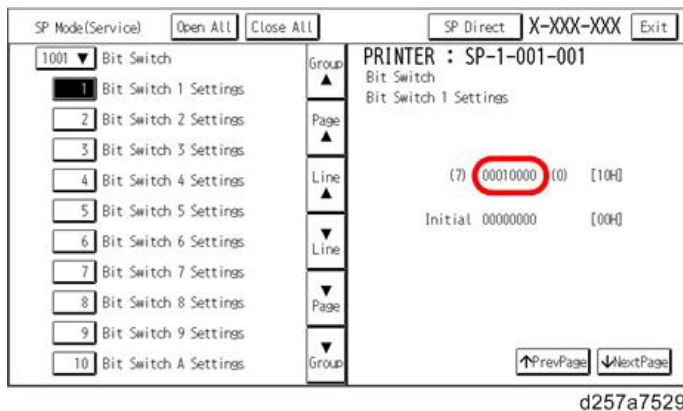 SP Mode(Service) Open All Close All SP Direct X-XXX-XXX Exit
1001 ▼ Bit Switch
1 Bit Switch 1 Settings
2 Bit Switch 2 Settings
3 Bit Switch 3 Settings
4 Bit Switch 4 Settings
5 Bit Switch 5 Settings
6 Bit Switch 6 Settings
7 Bit Switch 7 Settings
8 Bit Switch 8 Settings
9 Bit Switch 9 Settings
10 Bit Switch A Settings
Group
▲
Page
▲
Line
▲
▼
Line
▼
Page
▼
Group
PRINTER : SP-1-001-001
Bit Switch
Bit Switch 1 Settings
(7) 00010000 (0) [10H]
Initial 00000000 [00H]
↑PrevPage ↓NextPage
d257a7529